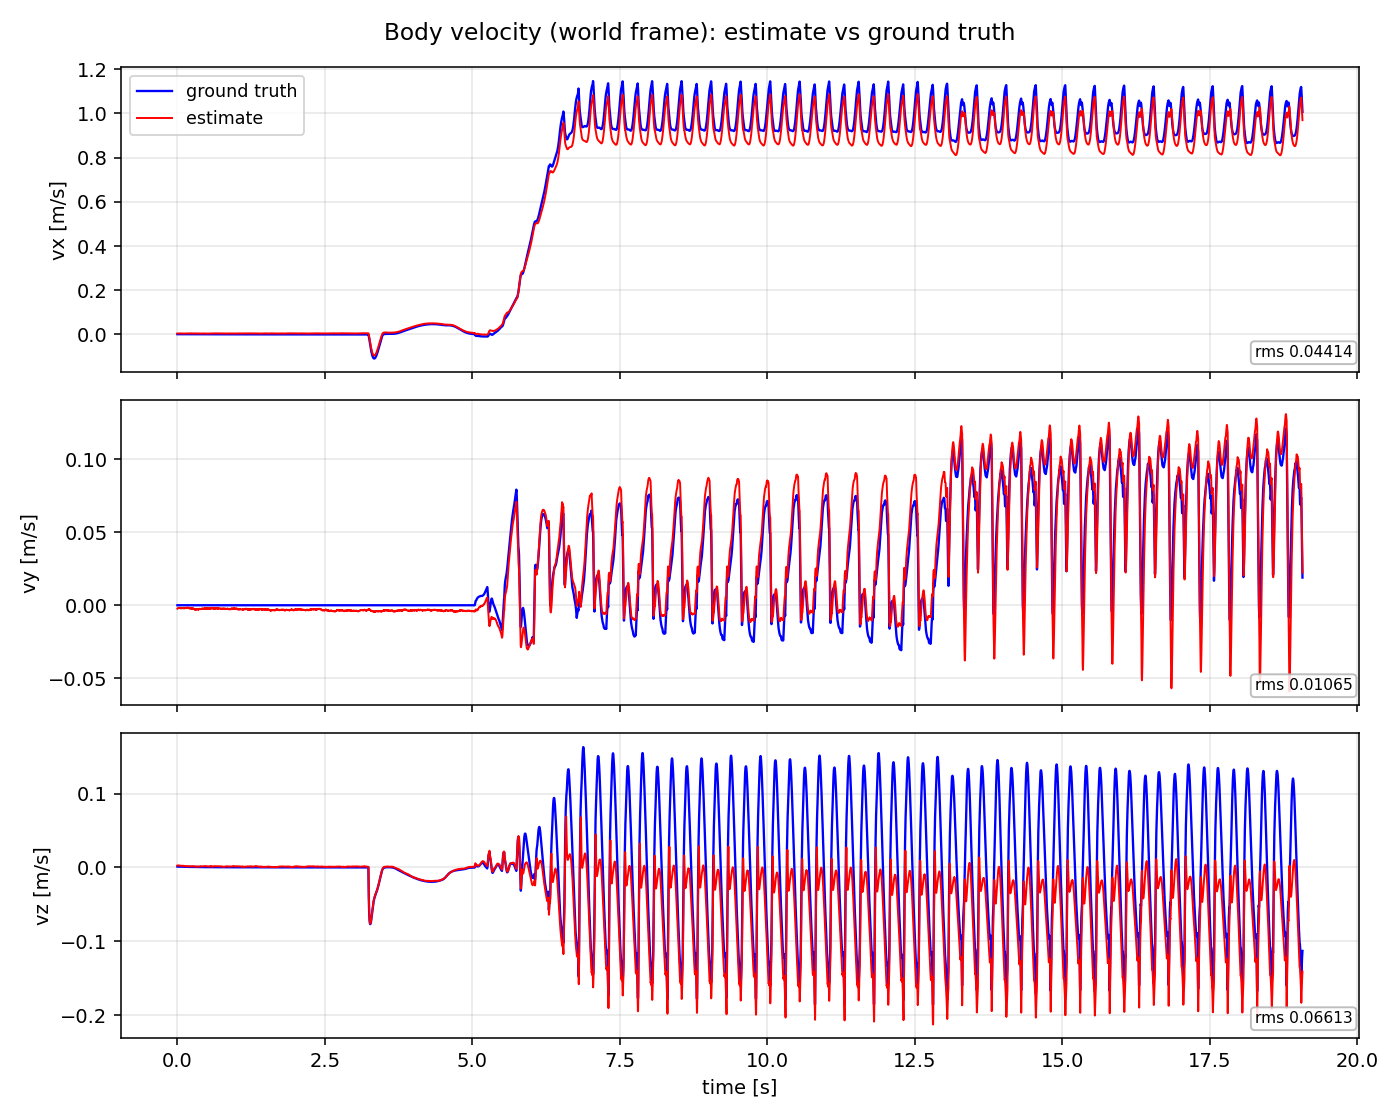 Body velocity (world frame): estimate vs ground truth
1.2
1.0
0.8
0.6
0.4
0.2
0.0
vx [m/s]
ground truth
estimate
rms 0.04414
0.10
0.05
0.00
−0.05
vy [m/s]
rms 0.01065
0.1
0.0
−0.1
−0.2
vz [m/s]
rms 0.06613
0.0
2.5
5.0
7.5
10.0
12.5
15.0
17.5
20.0
time [s]